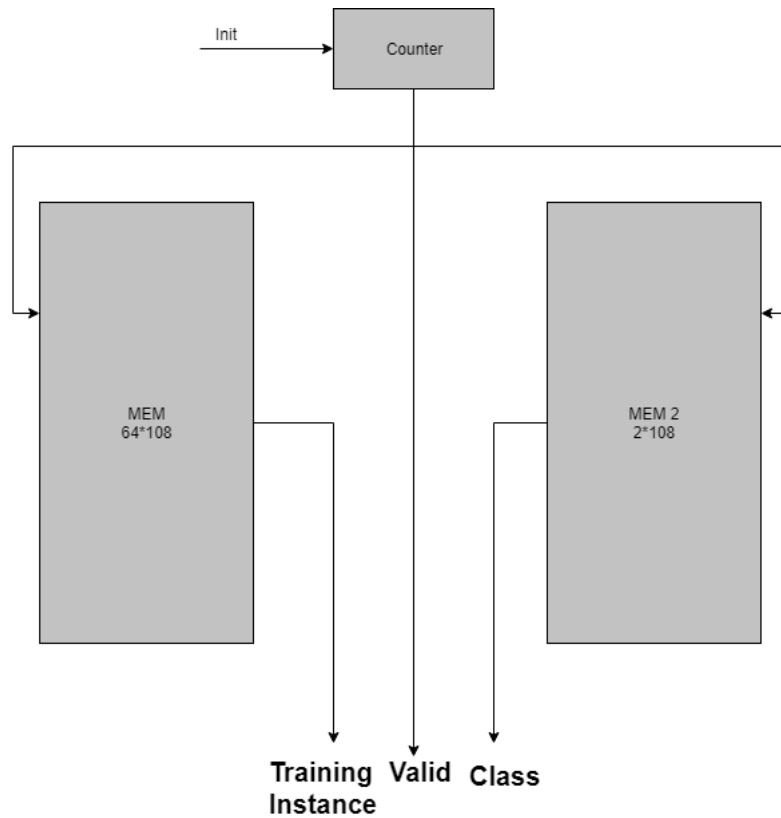 Init
Counter
MEM
64*108
MEM 2
2*108
Training
Instance
Valid
Class